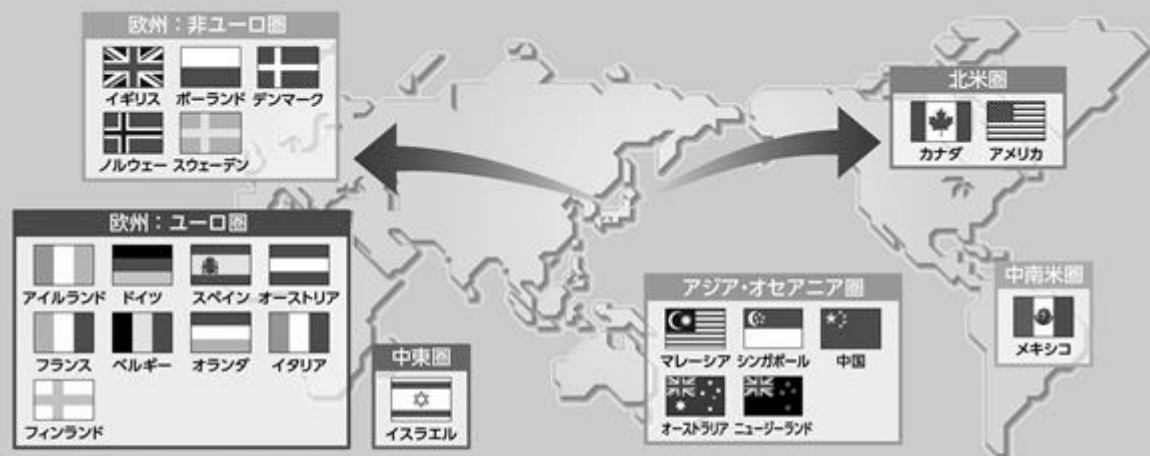 欧州：非ユーロ圏
イギリス ポーランド デンマーク
ノルウェー スウェーデン
北米圏
カナダ アメリカ
欧州：ユーロ圏
アイルランド ドイツ スペイン オーストリア
フランス ベルギー オランダ イタリア
フィンランド
中東圏
イスラエル
アジア・オセアニア圏
マレーシア シンガポール 中国
オーストラリア ニュージーランド
中南米圏
メキシコ